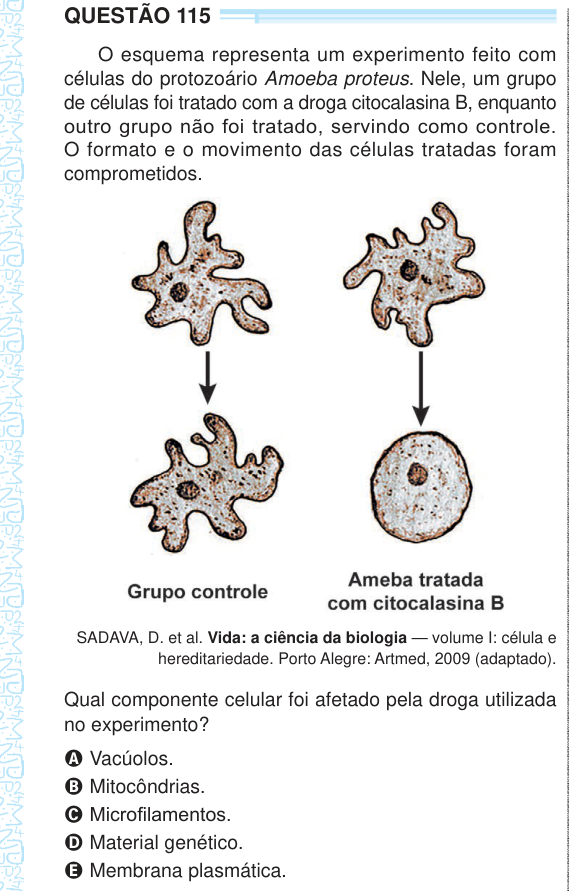 QUESTÃO 115
O esquema representa um experimento feito com
células do protozoário Amoeba proteus. Nele, um grupo
de células foi tratado com a droga citocalasina B, enquanto
outro grupo não foi tratado, servindo como controle.
O formato e o movimento das células tratadas foram
comprometidos.
Grupo controle
Ameba tratada
com citocalasina B
SADAVA, D. et al. Vida: a ciência da biologia — volume I: célula e
hereditariedade. Porto Alegre: Artmed, 2009 (adaptado).
Qual componente celular foi afetado pela droga utilizada
no experimento?
A Vacúolos.
B Mitocôndrias.
C Microfilamentos.
D Material genético.
E Membrana plasmática.